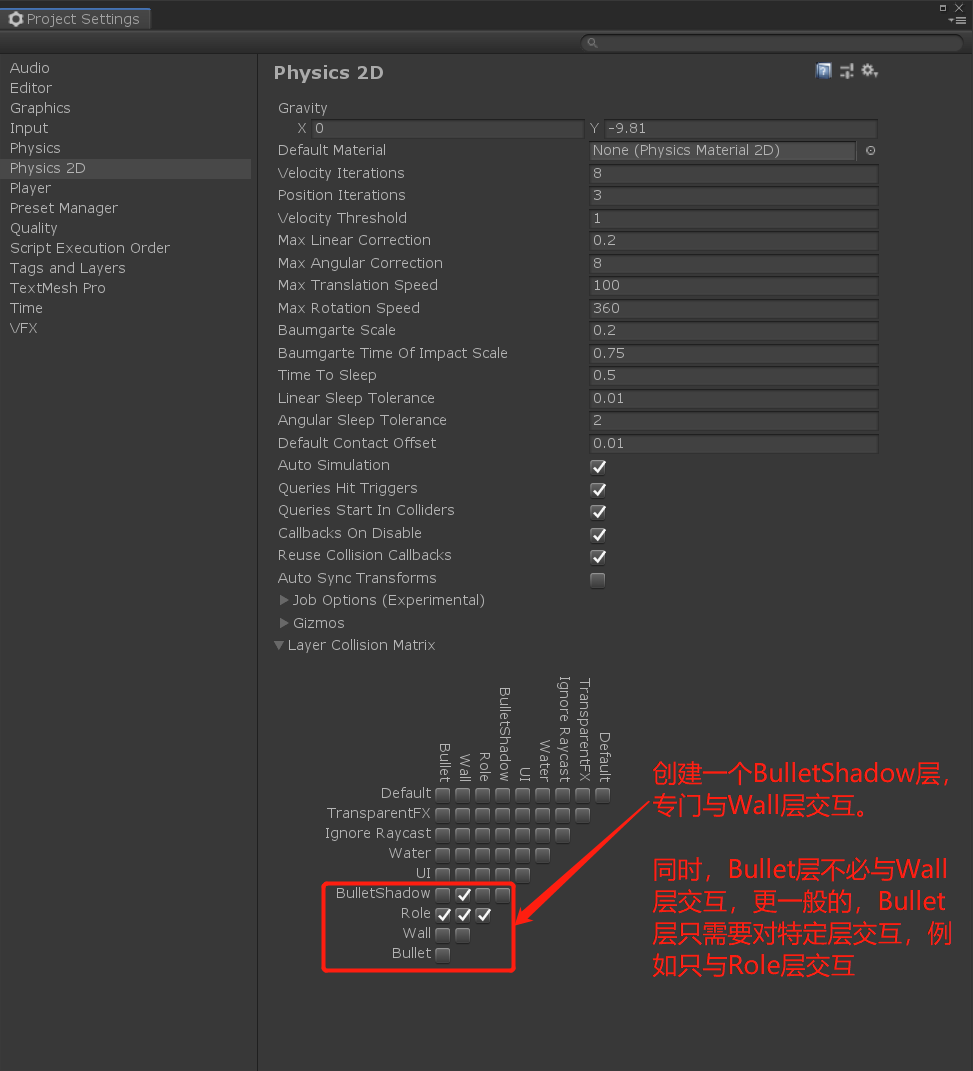 Project Settings
Audio
Editor
Graphics
Input
Physics
Physics 2D
Player
Preset Manager
Quality
Script Execution Order
Tags and Layers
TextMesh Pro
Time
VFX
Physics 2D
Gravity
X 0 Y -9.81
Default Material None (Physics Material 2D)
Velocity Iterations 8
Position Iterations 3
Velocity Threshold 1
Max Linear Correction 0.2
Max Angular Correction 8
Max Translation Speed 100
Max Rotation Speed 360
Baumgarte Scale 0.2
Baumgarte Time Of Impact Scale 0.75
Time To Sleep 0.5
Linear Sleep Tolerance 0.01
Angular Sleep Tolerance 2
Default Contact Offset 0.01
Auto Simulation
Queries Hit Triggers
Queries Start In Colliders
Callbacks On Disable
Reuse Collision Callbacks
Auto Sync Transforms
Job Options (Experimental)
Gizmos
Layer Collision Matrix
Bullet
Wall
Role
BulletShadow
UI
Water
Ignore Raycast
TransparentFX
Default
Default
TransparentFX
Ignore Raycast
Water
UI
BulletShadow
Role
Wall
Bullet
创建一个BulletShadow层，
专门与Wall层交互。
同时，Bullet层不必与Wall
层交互，更一般的，Bullet
层只需要对特定层交互，例
如只与Role层交互